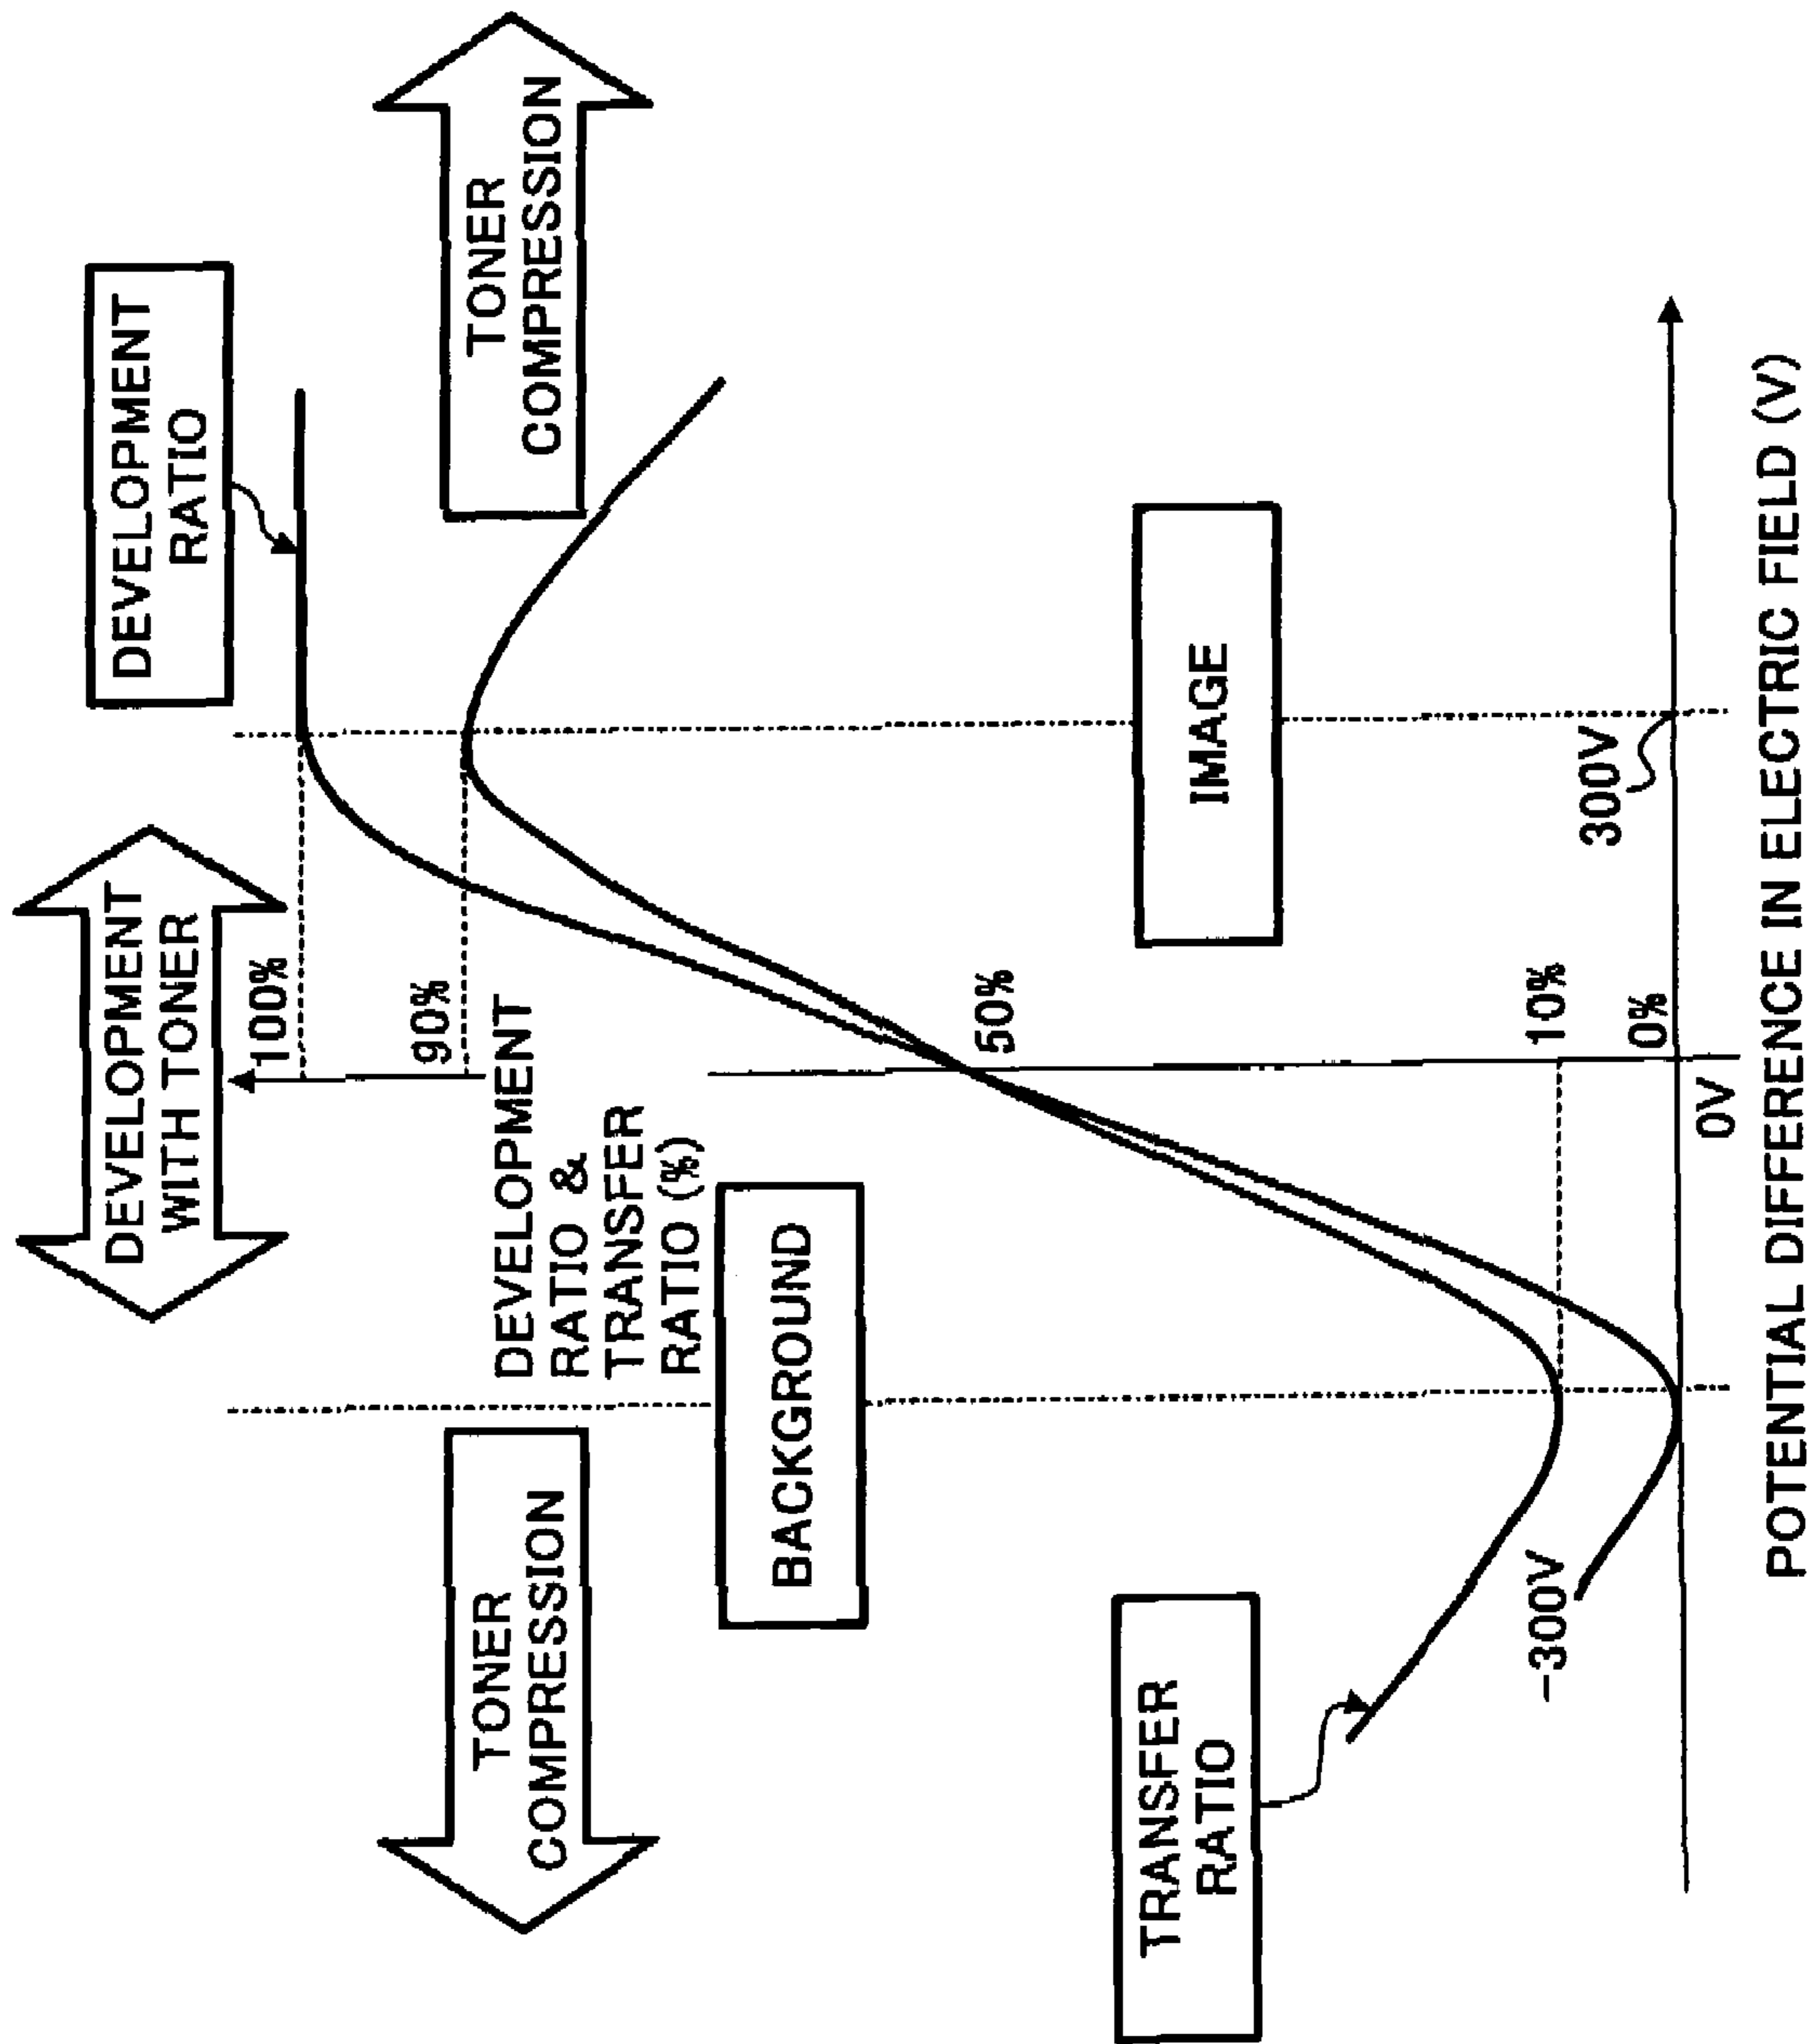 DEVELOPMENT
WITH TONER
DEVELOPMENT
RATIO
TONER
COMPRESSION
TONER
COMPRESSION
100%
90%
DEVELOPMENT
RATIO &
TRANSFER
RATIO (%)
BACKGROUND
50%
TRANSFER
RATIO
IMAGE
10%
0%
-300V
300V
0V
POTENTIAL DIFFERENCE IN ELECTRIC FIELD (V)